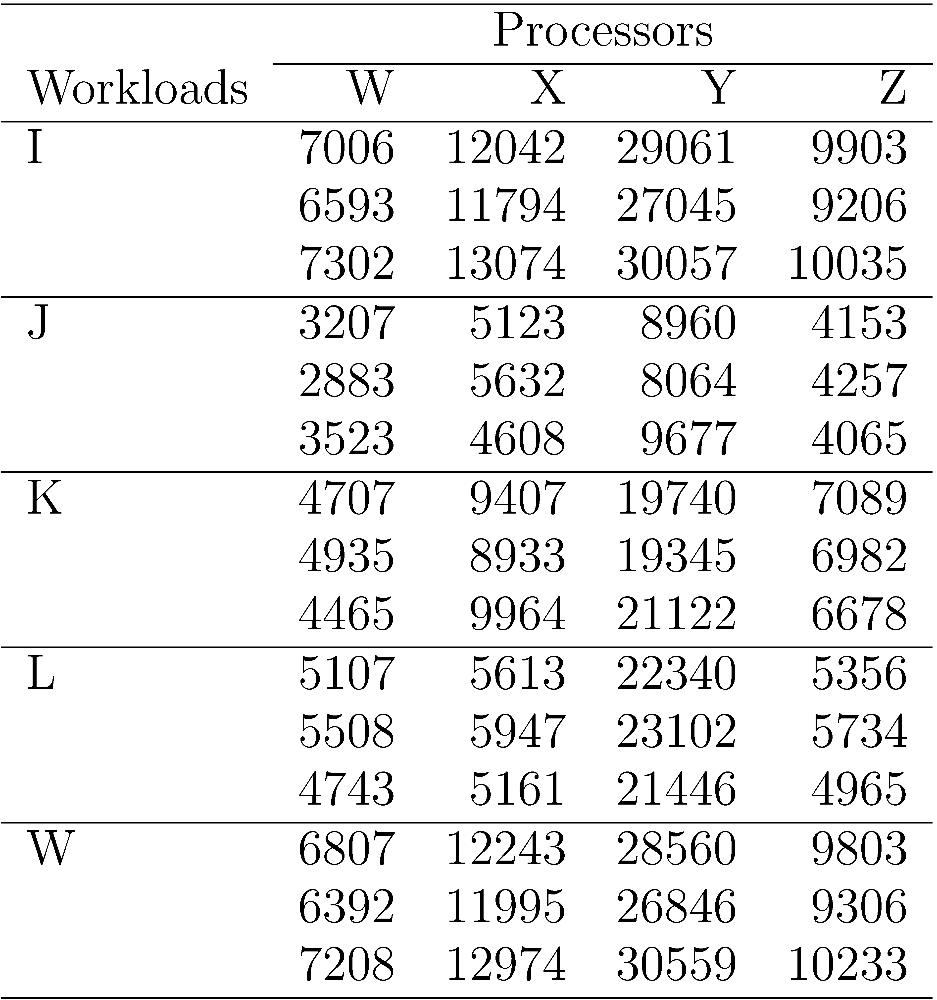 Processors
Workloads W X Y Z
I 7006 12042 29061 9903
6593 11794 27045 9206
7302 13074 30057 10035
J 3207 5123 8960 4153
2883 5632 8064 4257
3523 4608 9677 4065
K 4707 9407 19740 7089
4935 8933 19345 6982
4465 9964 21122 6678
L 5107 5613 22340 5356
5508 5947 23102 5734
4743 5161 21446 4965
W 6807 12243 28560 9803
6392 11995 26846 9306
7208 12974 30559 10233